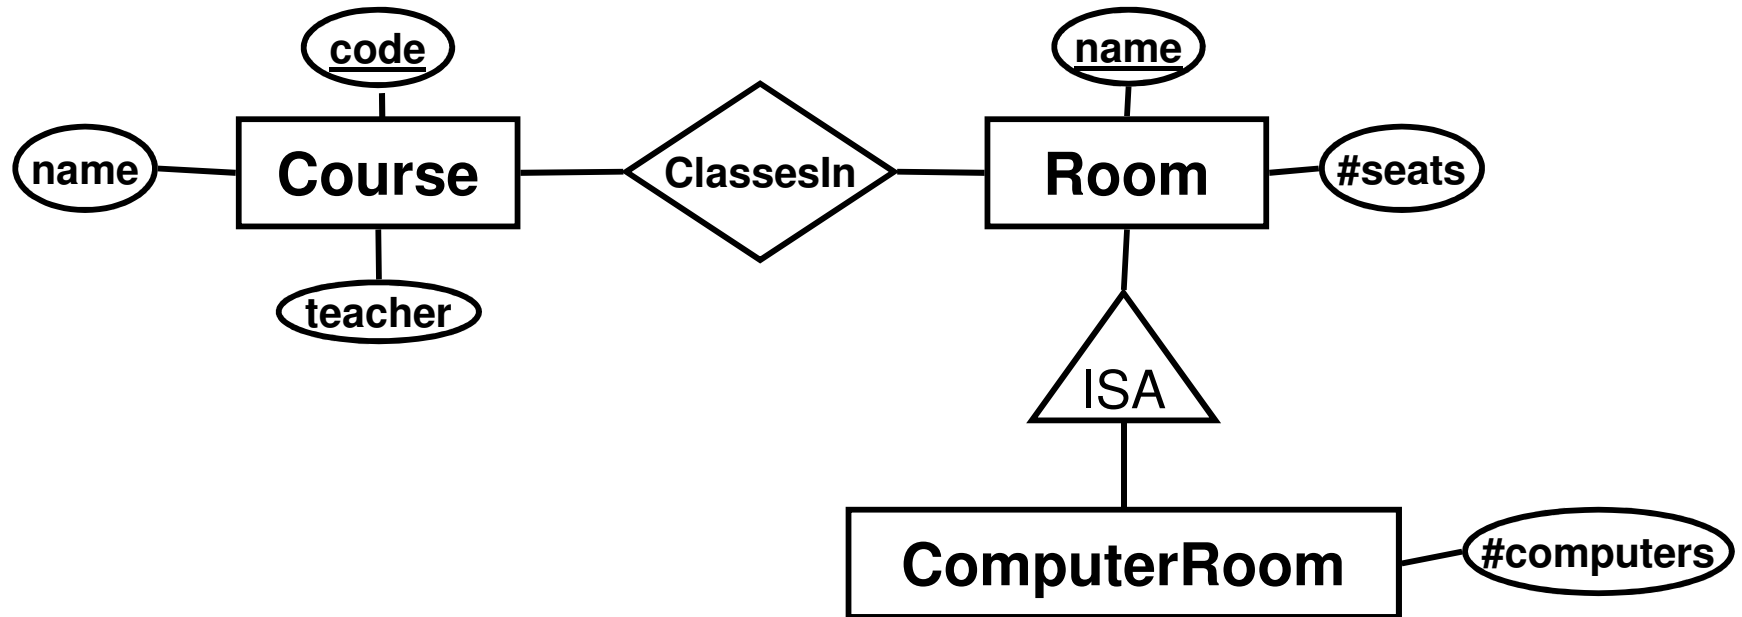 code
name
name
Course
ClassesIn
Room
#seats
teacher
ISA
ComputerRoom
#computers